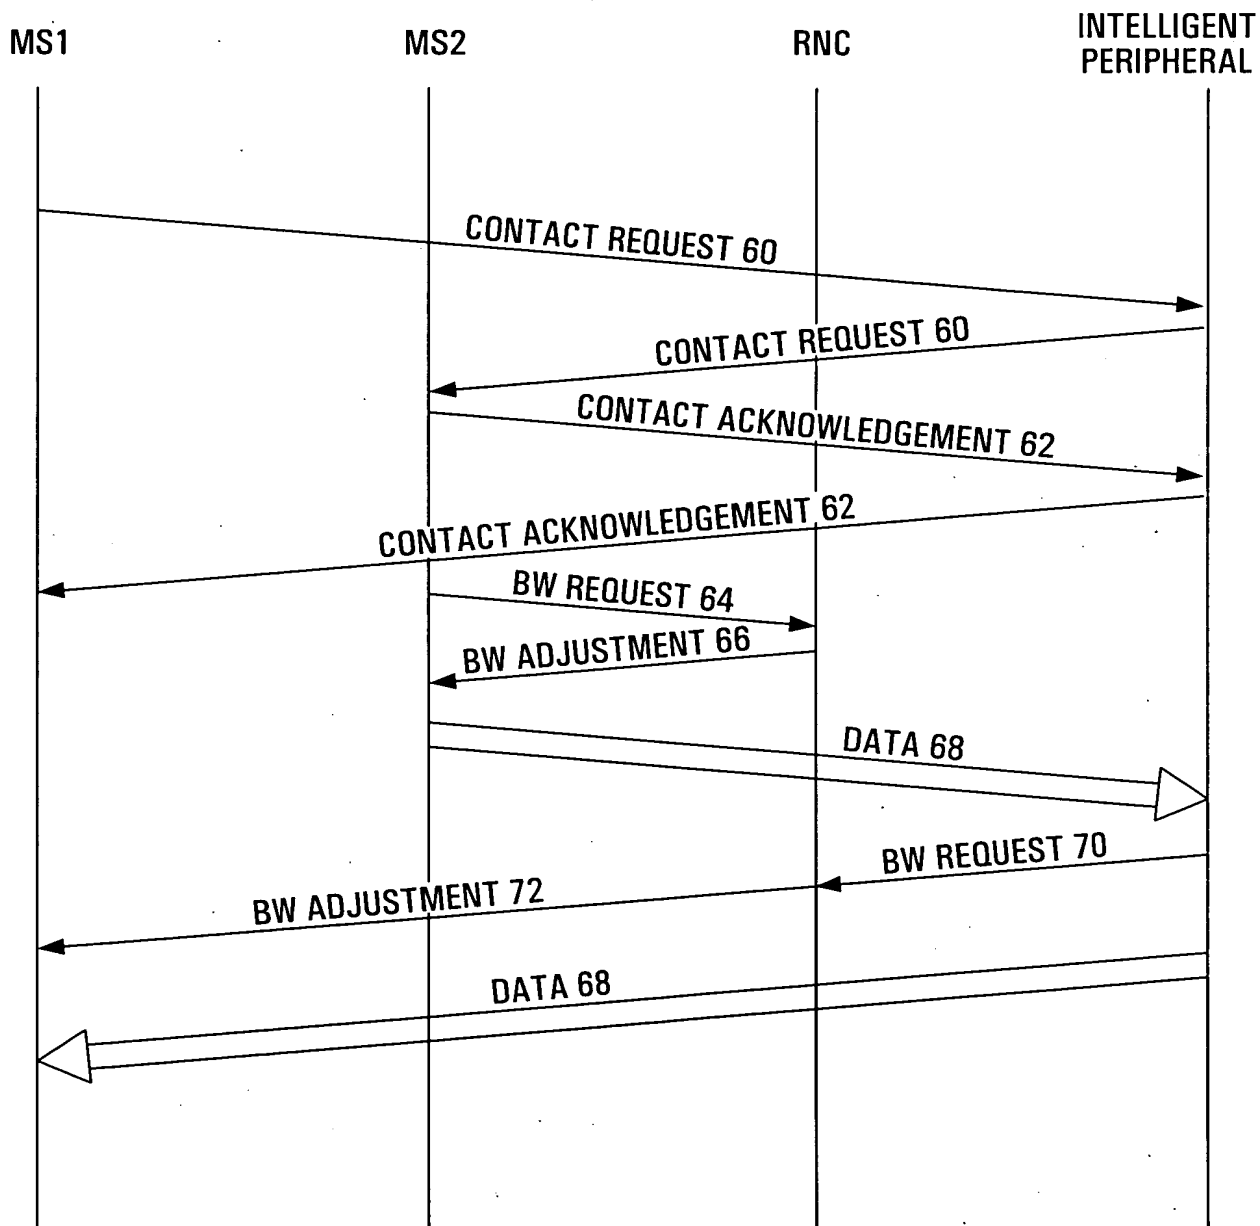 MS1
MS2
RNC
INTELLIGENT
PERIPHERAL
CONTACT REQUEST 60
CONTACT REQUEST 60
CONTACT ACKNOWLEDGEMENT 62
CONTACT ACKNOWLEDGEMENT 62
BW REQUEST 64
BW ADJUSTMENT 66
DATA 68
BW REQUEST 70
BW ADJUSTMENT 72
DATA 68